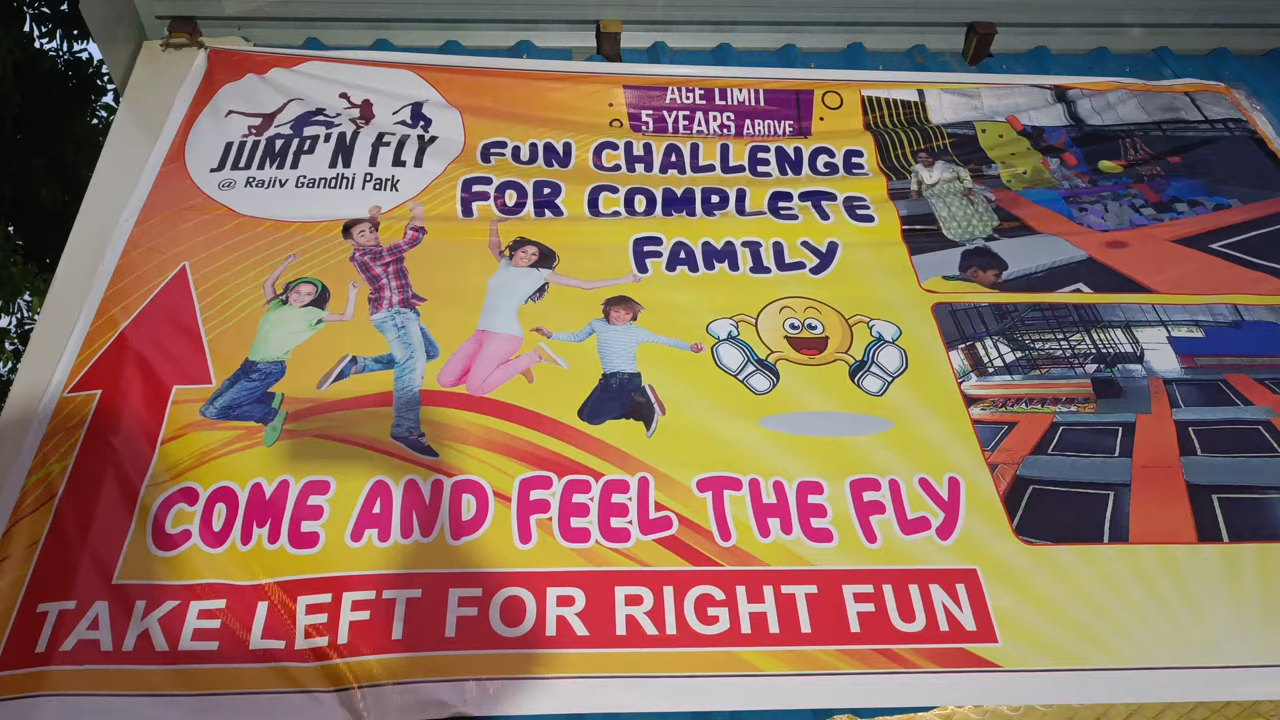 JUMP'N FLY
@ Rajiv Gandhi Park
AGE LIMIT
5 YEARS ABOVE
FUN CHALLENGE
FOR COMPLETE
FAMILY
COME AND FEEL THE FLY
TAKE LEFT FOR RIGHT FUN